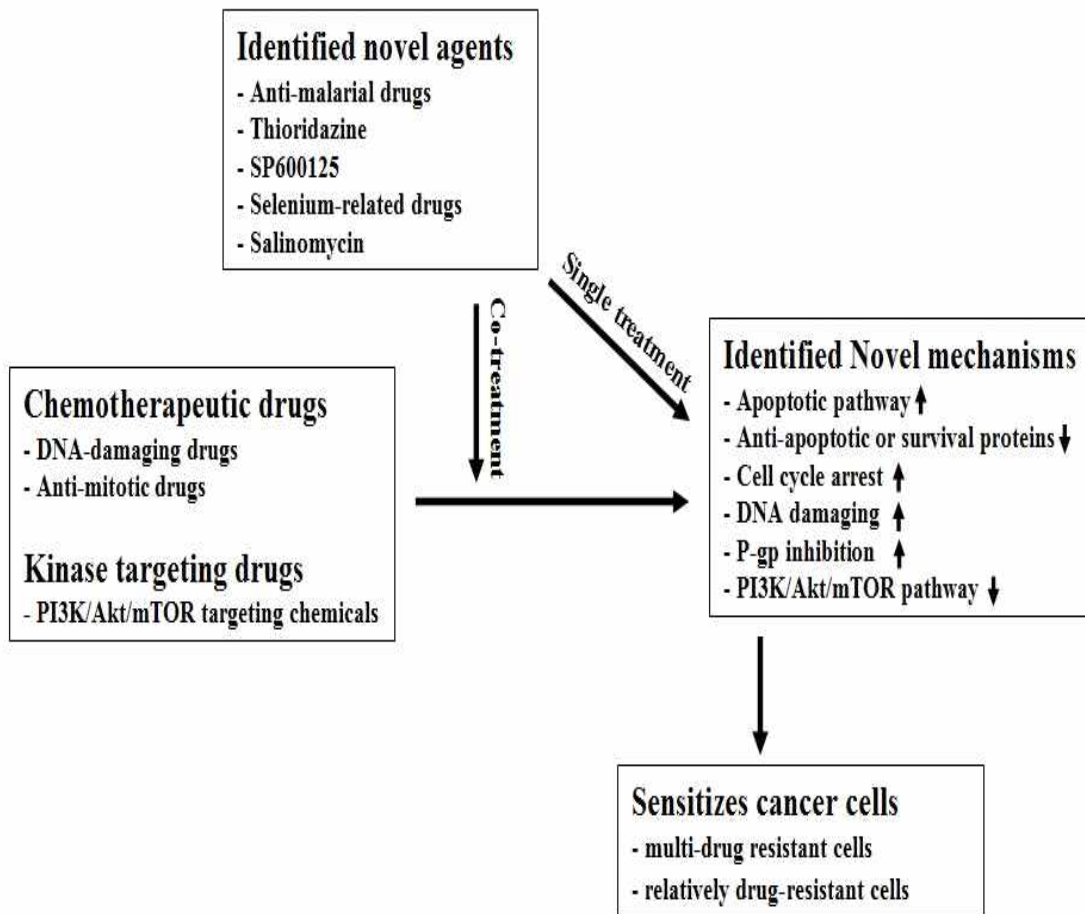 Identified novel agents
- Anti-malarial drugs
- Thioridazine
- SP600125
- Selenium-related drugs
- Salinomycin
Single treatment
Co-treatment
Chemotherapeutic drugs
- DNA-damaging drugs
- Anti-mitotic drugs
Kinase targeting drugs
- PI3K/Akt/mTOR targeting chemicals
Identified Novel mechanisms
- Apoptotic pathway ↑
- Anti-apoptotic or survival proteins ↓
- Cell cycle arrest ↑
- DNA damaging ↑
- P-gp inhibition ↑
- PI3K/Akt/mTOR pathway ↓
Sensitizes cancer cells
- multi-drug resistant cells
- relatively drug-resistant cells